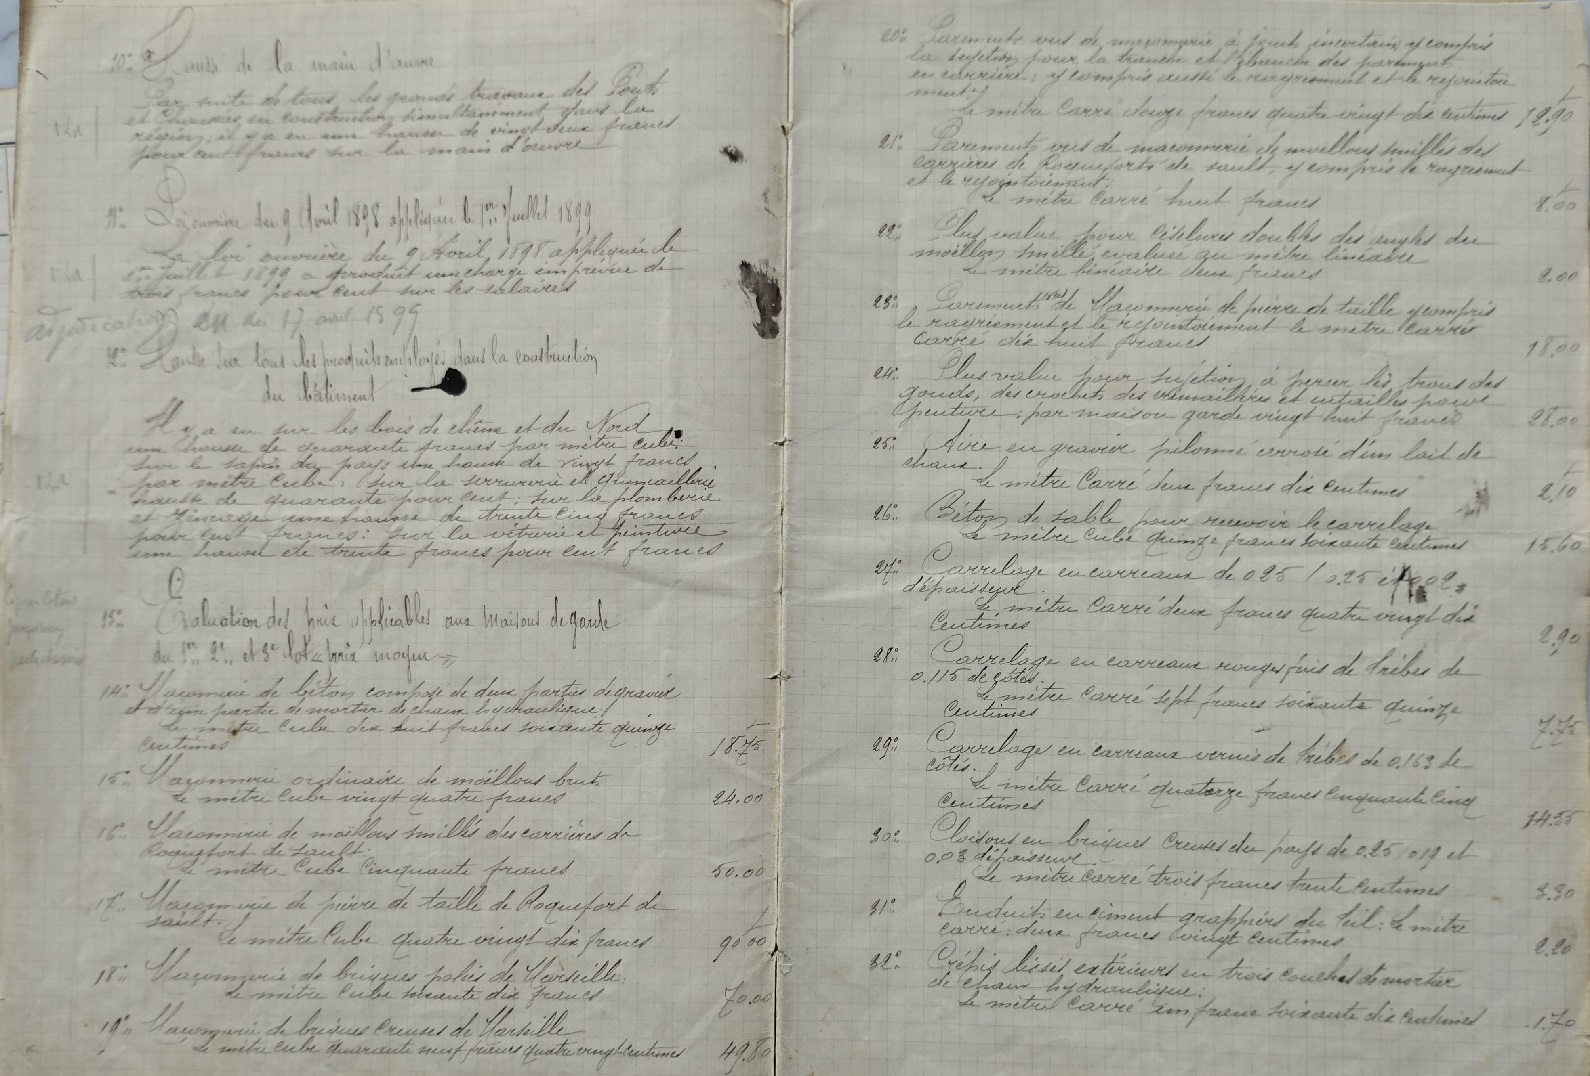 10° Hausse de la main d'œuvre
Par suite de tous les grands travaux des Ponts
et Chaussées en construction simultanément dans la
région, il y a eu une hausse de vingt deux francs
pour cent francs sur la main d'œuvre
11° Loi ouvrière du 9 Avril 1898 appliquée le 1er Juillet 1899
La loi ouvrière du 9 Avril 1898 appliquée le
1er Juillet 1899 a produit une charge imprévue de
trois francs pour cent sur les salaires
adjudication du 17 avril 1899
12° Hausse sur tous les produits employés dans la construction
du bâtiment
Il y a eu sur les bois de chêne et du Nord
une hausse de quarante francs par mètre cube;
sur le sapin du pays une hausse de vingt francs
par mètre cube: sur la serrurerie et quincaillerie
hausse de quarante pour cent; sur la plomberie
et zincage une hausse de trente cinq francs
pour cent francs: sur la vitrerie et peinture
une hausse de trente francs pour cent francs
13° Evaluation des prix applicables aux maisons de garde
du 1er 2e et 3e lot « prix moyen »
14° Maçonnerie de béton composé de deux parties de gravier
et d'une partie de mortier de chaux hydraulique;
le mètre cube dix huit francs soixante quinze
centimes 18.75
15° Maçonnerie ordinaire de moëllons brut
le mètre cube vingt quatre francs 24.00
16° Maçonnerie de moëllons smillés des carrières de
Roquefort de Sault.
le mètre cube cinquante francs 50.00
17° Maçonnerie de pierre de taille de Roquefort de
Sault.
le mètre cube quatre vingt dix francs 90.00
18° Maçonnerie de briques pleins de Marseille;
le mètre cube soixante dix francs 70.00
19° Maçonnerie de briques creuses de Marseille
le mètre cube quarante neuf francs quatre vingt centimes 49.80
20° Parements vus de maçonnerie à joints incertains y compris
la sujétion pour la tranche et l'ébauche des parements
en carrière; y compris aussi le ragrément et le rejointoie
ment;
le mètre carré douze francs quatre vingt dix centimes 12.90
21° Parements vus de maçonnerie de moellons smillés des
carrières de Roquefort de Sault, y compris le ragrément
et le rejointoiement;
le mètre carré huit francs 8.00
22° Plus value pour ciselures doubles des angles du
moëllon smillé, évalué au mètre linéaire
le mètre linéaire deux francs 2.00
23° Parements vus de Maçonnerie de pierre de taille y compris
le ragrément et le rejointoiement le mètre carré
carré dix huit francs 18.00
24° Plus value pour sujétion à percer les trous des
gonds, des crochets des crémaillères et entailles pour
penture; par maison garde vingt huit francs 28.00
25° Aire en gravier pilonné arrosé d'un lait de
chaux.
le mètre carré deux francs dix centimes 2.10
26° Béton de sable pour recevoir le carrelage
le mètre cube quinze francs soixante centimes 15.60
27° Carrelage en carreaux de 0.25 / 0.25 et 0.02
d'épaisseur.
le mètre carré deux francs quatre vingt dix
centimes 2.90
28° Carrelage en carreaux rouges fins de Trèbes de
0.115 de côtés.
le mètre carré sept francs soixante quinze
centimes 7.75
29° Carrelage en carreaux vernis de Trèbes de 0.163 de
côtés.
le mètre carré quatorze francs cinquante cinq
centimes 14.55
30° Cloisons en briques creuses du pays de 0.25 / 0.19 et
0.03 d'épaisseur
le mètre carré trois francs trente centimes 3.30
31° Enduits en ciment grappiers du Teil: le mètre
carré: deux francs vingt centimes 2.20
32° Crépis lissés extérieurs en trois couches de mortier
de chaux hydraulique;
le mètre carré un franc soixante dix centimes 1.70